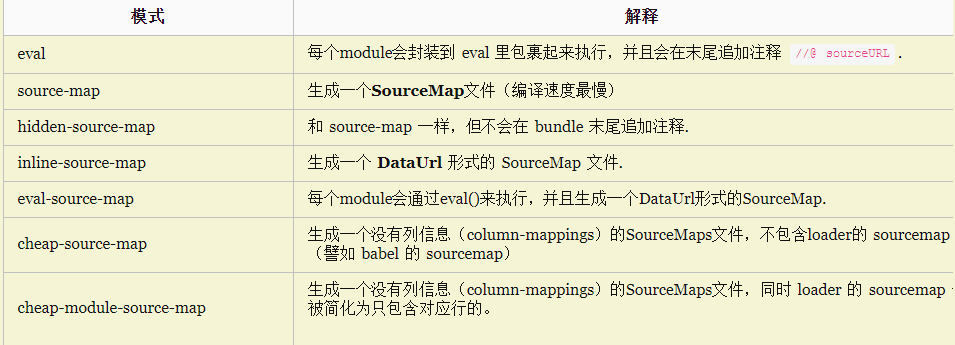 模式 解释
eval 每个module会封装到 eval 里包裹起来执行，并且会在末尾追加注释 //@ sourceURL .
source-map 生成一个SourceMap文件（编译速度最慢）
hidden-source-map 和 source-map 一样，但不会在 bundle 末尾追加注释.
inline-source-map 生成一个 DataUrl 形式的 SourceMap 文件.
eval-source-map 每个module会通过eval()来执行，并且生成一个DataUrl形式的SourceMap.
cheap-source-map 生成一个没有列信息（column-mappings）的SourceMaps文件，不包含loader的 sourcemap
（譬如 babel 的 sourcemap）
cheap-module-source-map 生成一个没有列信息（column-mappings）的SourceMaps文件，同时 loader 的 sourcemap
被简化为只包含对应行的。